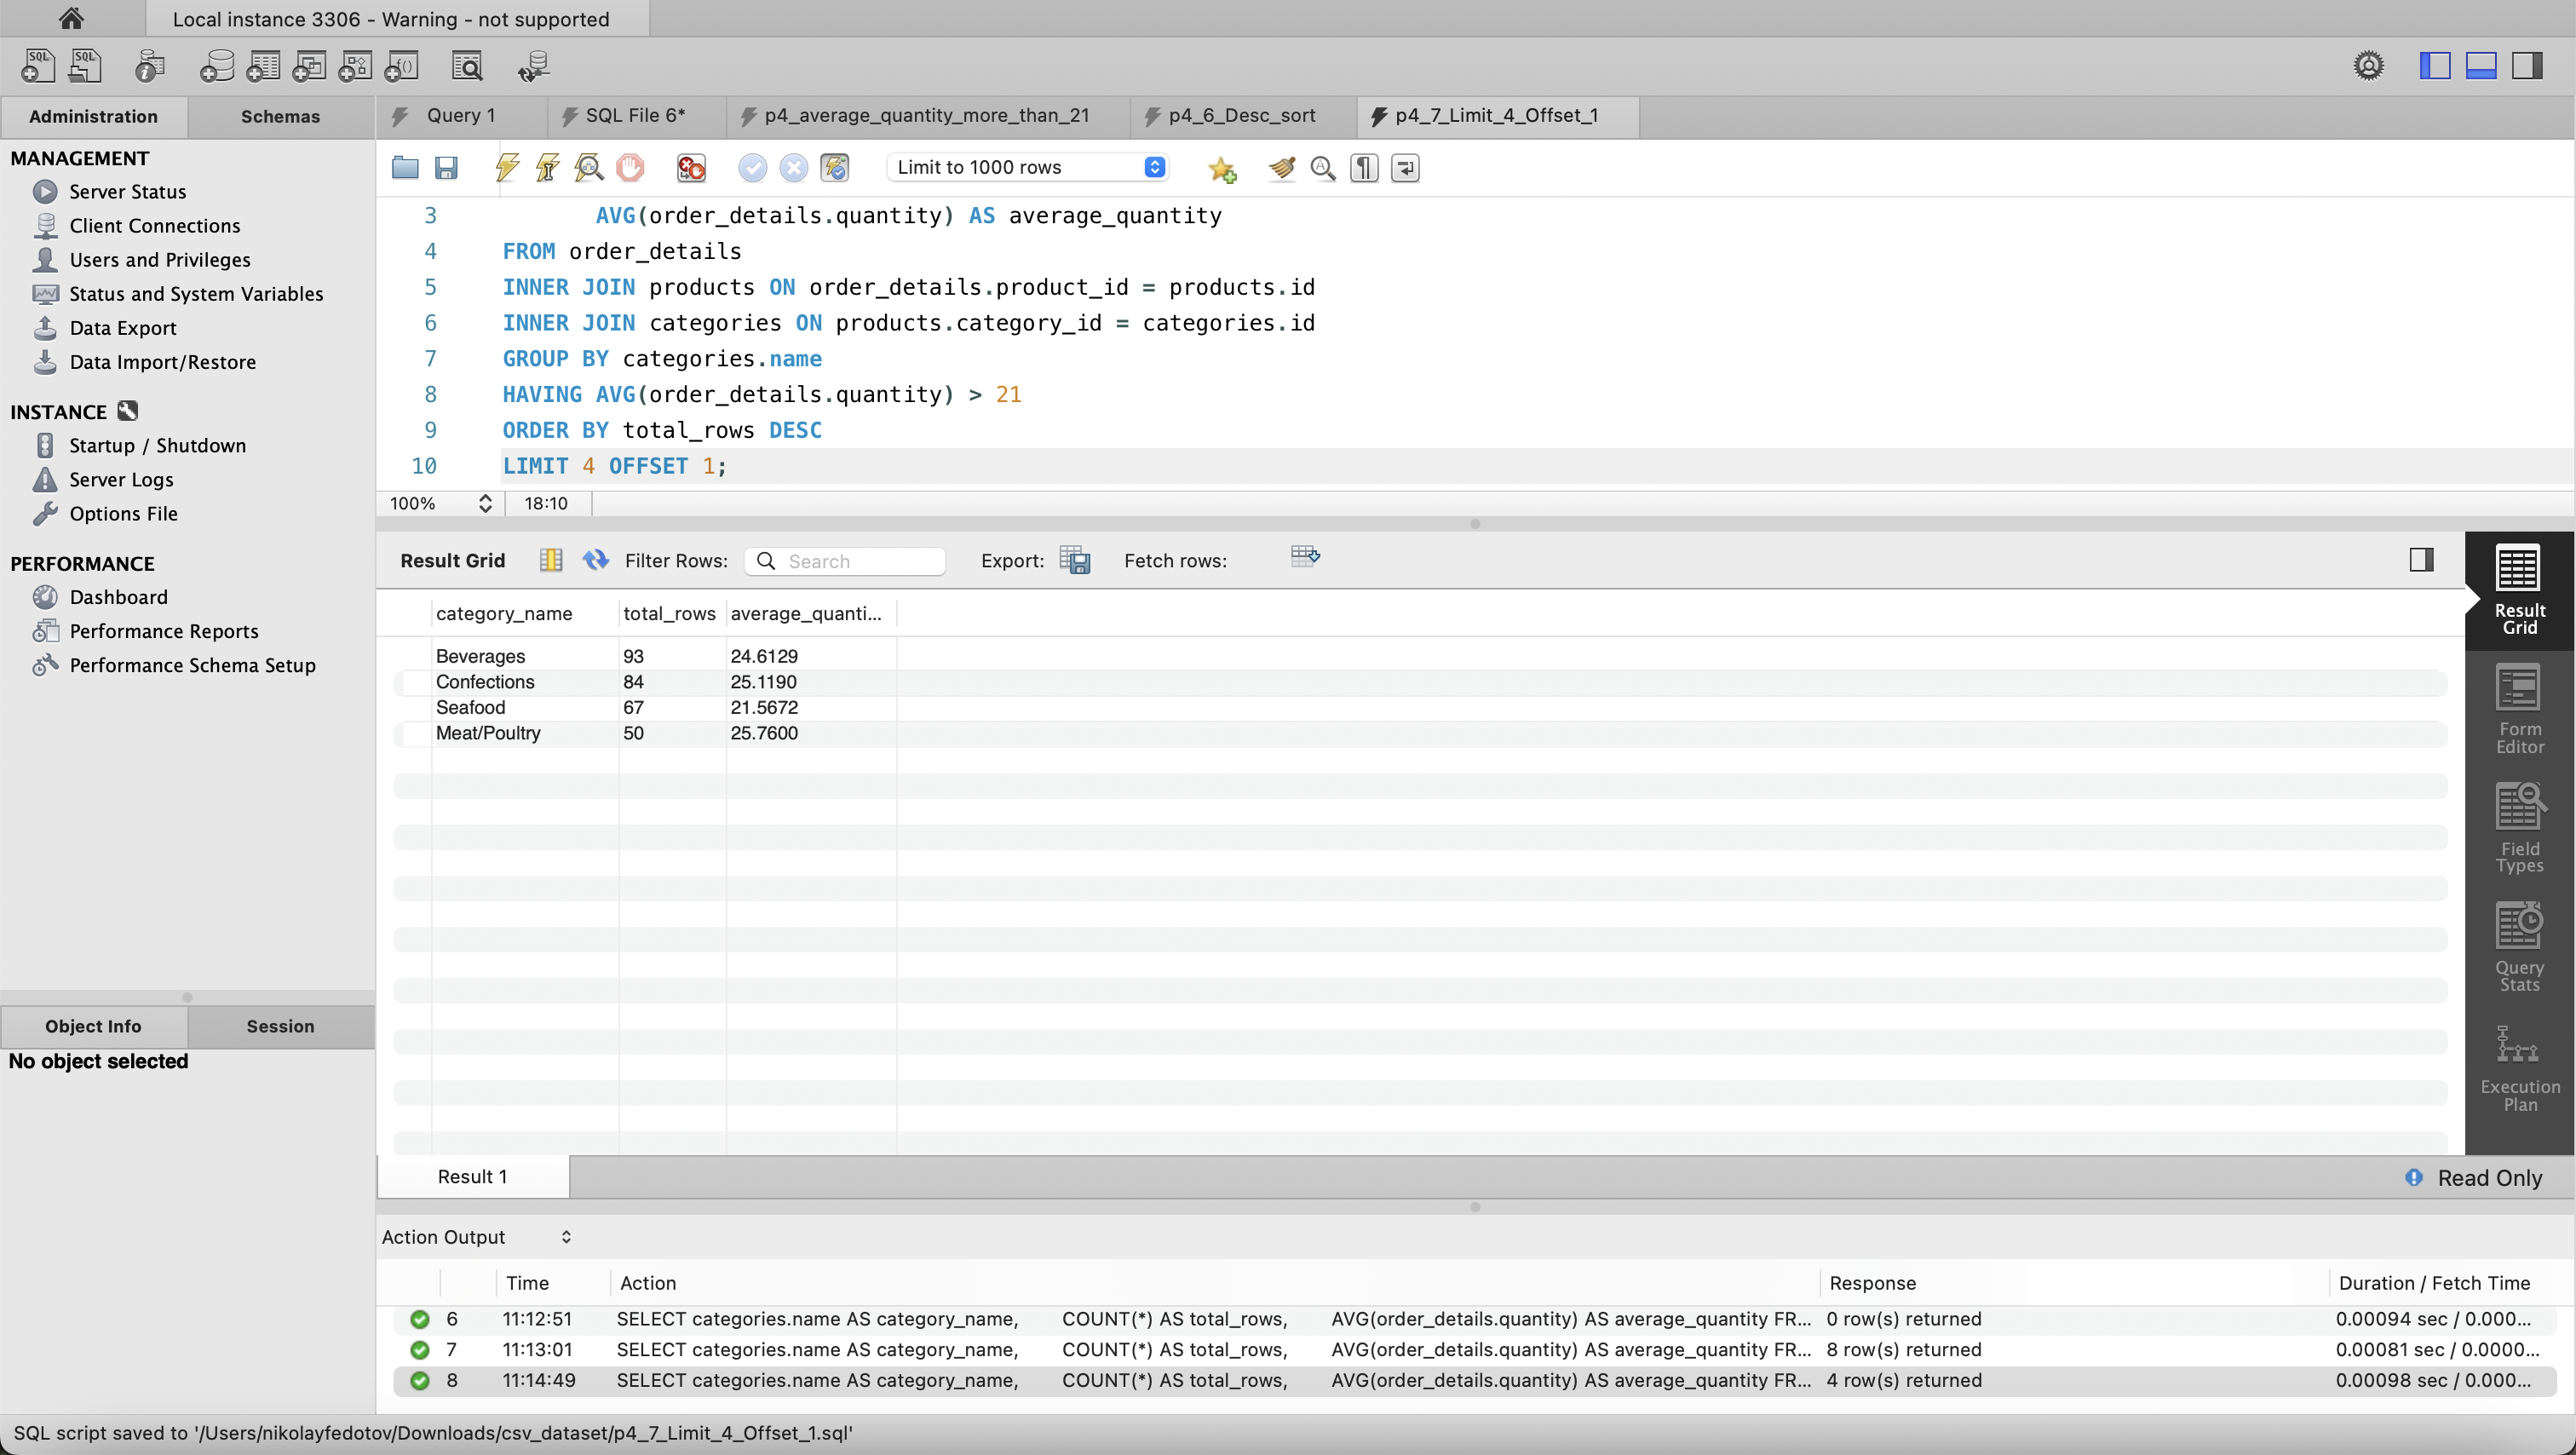 Local instance 3306 - Warning - not supported
Administration
Schemas
MANAGEMENT
Server Status
Client Connections
Users and Privileges
Status and System Variables
Data Export
Data Import/Restore
INSTANCE
Startup / Shutdown
Server Logs
Options File
PERFORMANCE
Dashboard
Performance Reports
Performance Schema Setup
Object Info
Session
No object selected
Query 1
SQL File 6*
p4_average_quantity_more_than_21
p4_6_Desc_sort
p4_7_Limit_4_Offset_1
Limit to 1000 rows
3 AVG(order_details.quantity) AS average_quantity
4 FROM order_details
5 INNER JOIN products ON order_details.product_id = products.id
6 INNER JOIN categories ON products.category_id = categories.id
7 GROUP BY categories.name
8 HAVING AVG(order_details.quantity) > 21
9 ORDER BY total_rows DESC
10 LIMIT 4 OFFSET 1;
100% 18:10
Result Grid Filter Rows: Search Export: Fetch rows:
category_name total_rows average_quanti...
Beverages 93 24.6129
Confections 84 25.1190
Seafood 67 21.5672
Meat/Poultry 50 25.7600
Result
Grid
Form
Editor
Field
Types
Query
Stats
Execution
Plan
Result 1
Read Only
Action Output
Time Action Response Duration / Fetch Time
6 11:12:51 SELECT categories.name AS category_name, COUNT(*) AS total_rows, AVG(order_details.quantity) AS average_quantity FR... 0 row(s) returned 0.00094 sec / 0.000...
7 11:13:01 SELECT categories.name AS category_name, COUNT(*) AS total_rows, AVG(order_details.quantity) AS average_quantity FR... 8 row(s) returned 0.00081 sec / 0.0000...
8 11:14:49 SELECT categories.name AS category_name, COUNT(*) AS total_rows, AVG(order_details.quantity) AS average_quantity FR... 4 row(s) returned 0.00098 sec / 0.000...
SQL script saved to '/Users/nikolayfedotov/Downloads/csv_dataset/p4_7_Limit_4_Offset_1.sql'